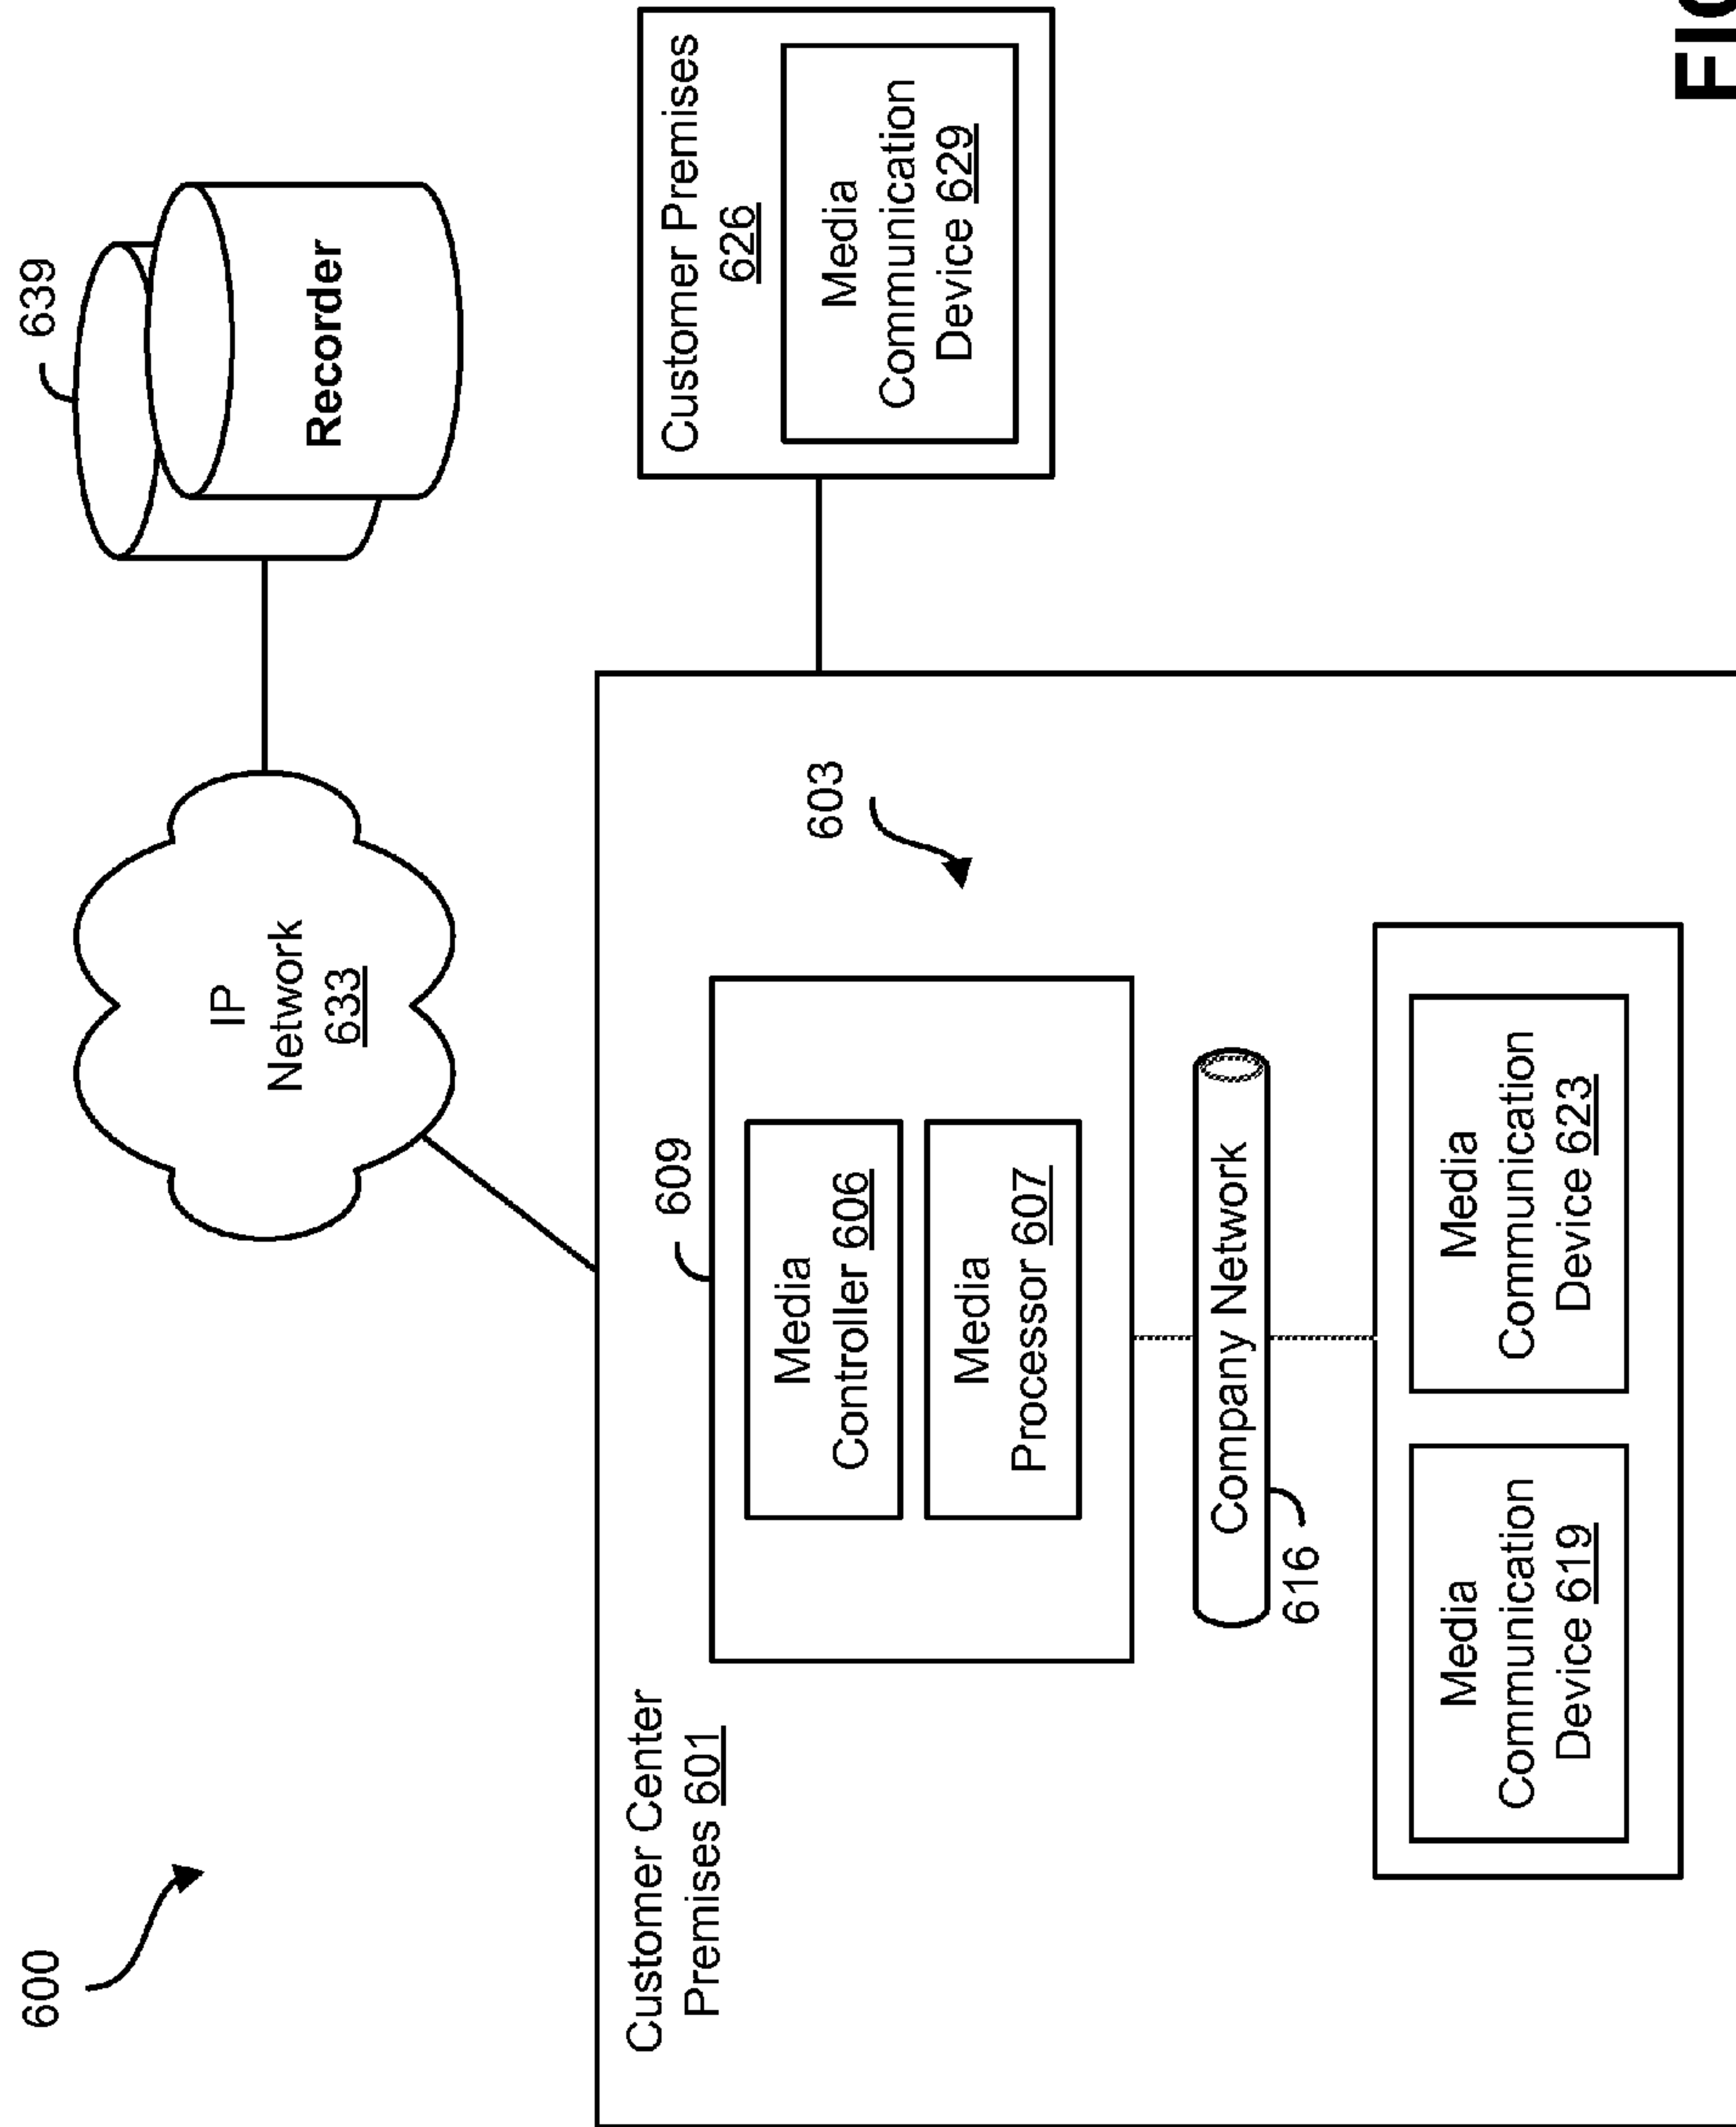 600
639
IP
Network
633
Recorder
Customer Center
Premises 601
609
Media
Controller 606
Media
Processor 607
603
Company Network
616
Media
Communication
Device 619
Media
Communication
Device 623
Customer Premises
626
Media
Communication
Device 629